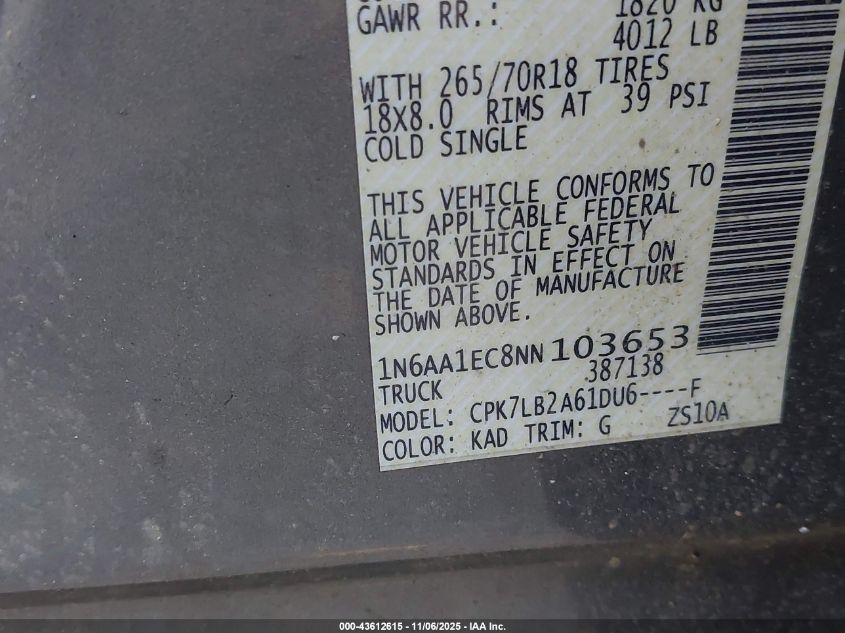 GAWR RR.: 1820 KG
4012 LB
WITH 265/70R18 TIRES
18X8.0 RIMS AT 39 PSI
COLD SINGLE
THIS VEHICLE CONFORMS TO
ALL APPLICABLE FEDERAL
MOTOR VEHICLE SAFETY
STANDARDS IN EFFECT ON
THE DATE OF MANUFACTURE
SHOWN ABOVE.
1N6AA1EC8NN103653
TRUCK 387138
MODEL: CPK7LB2A61DU6----F
COLOR: KAD TRIM: G ZS10A
000-43612615 - 11/06/2025 - IAA Inc.